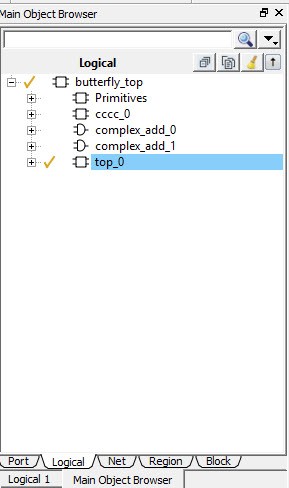 Main Object Browser
Logical
butterfly_top
Primitives
cccc_0
complex_add_0
complex_add_1
top_0
Port Logical Net Region Block
Logical 1 Main Object Browser